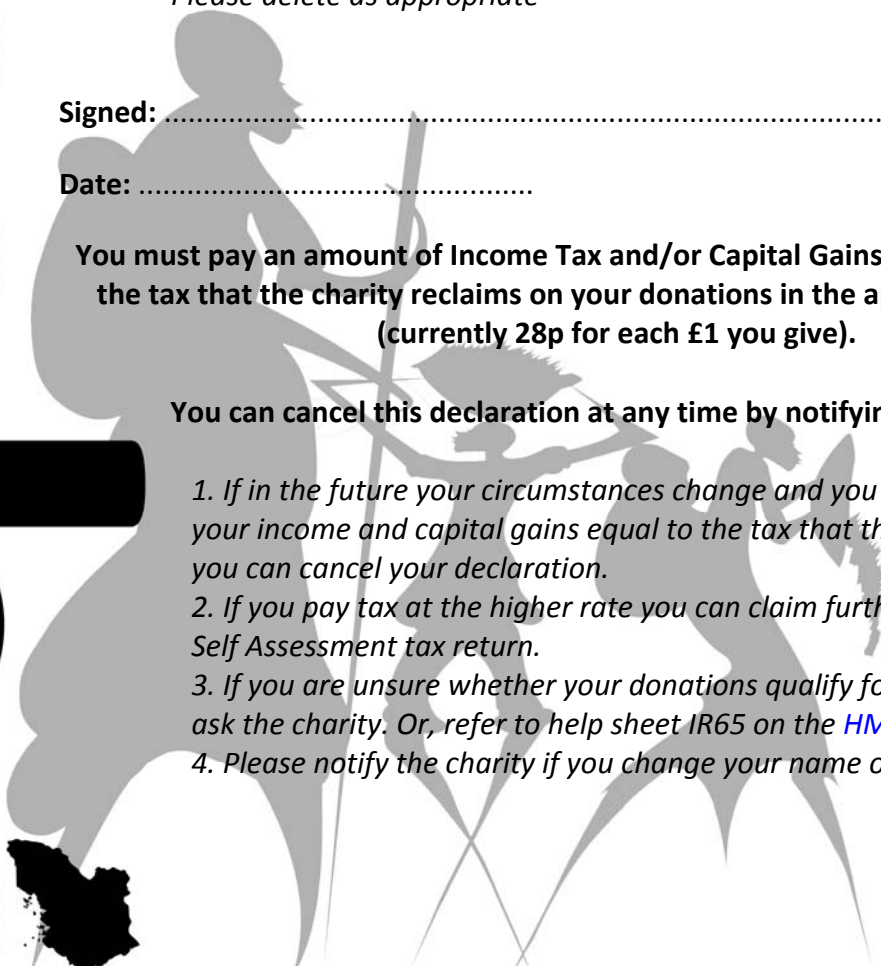 Please delete as appropriate
Signed: ..........................................................................................
Date: .................................................
You must pay an amount of Income Tax and/or Capital Gains
the tax that the charity reclaims on your donations in the a
(currently 28p for each £1 you give).
You can cancel this declaration at any time by notifyin
1. If in the future your circumstances change and you
your income and capital gains equal to the tax that th
you can cancel your declaration.
2. If you pay tax at the higher rate you can claim furth
Self Assessment tax return.
3. If you are unsure whether your donations qualify fo
ask the charity. Or, refer to help sheet IR65 on the HM
4. Please notify the charity if you change your name o